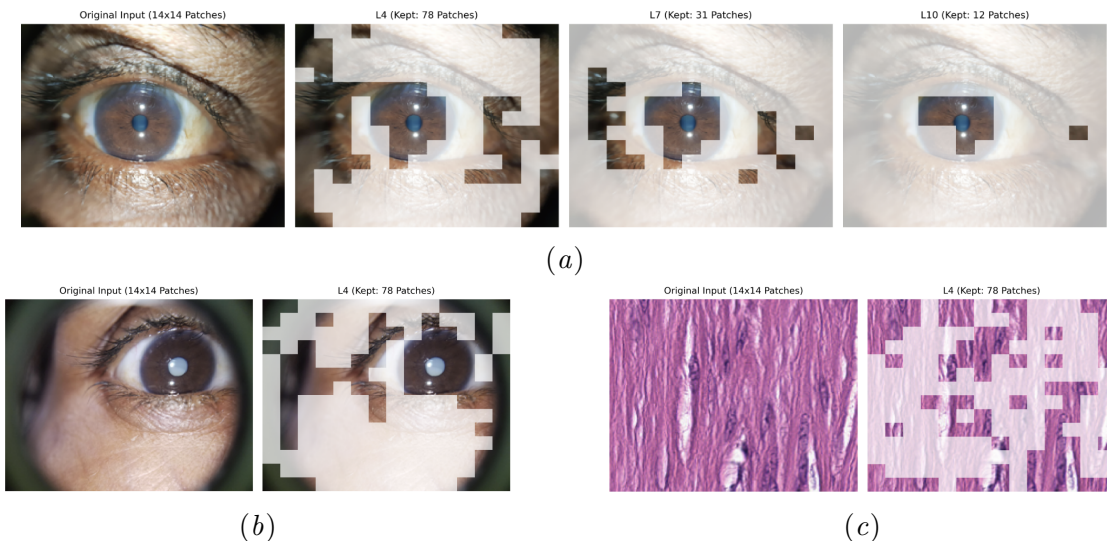 Original Input (14x14 Patches) L4 (Kept: 78 Patches) L7 (Kept: 31 Patches) L10 (Kept: 12 Patches)
(a)
Original Input (14x14 Patches) L4 (Kept: 78 Patches) Original Input (14x14 Patches) L4 (Kept: 78 Patches)
(b) (c)